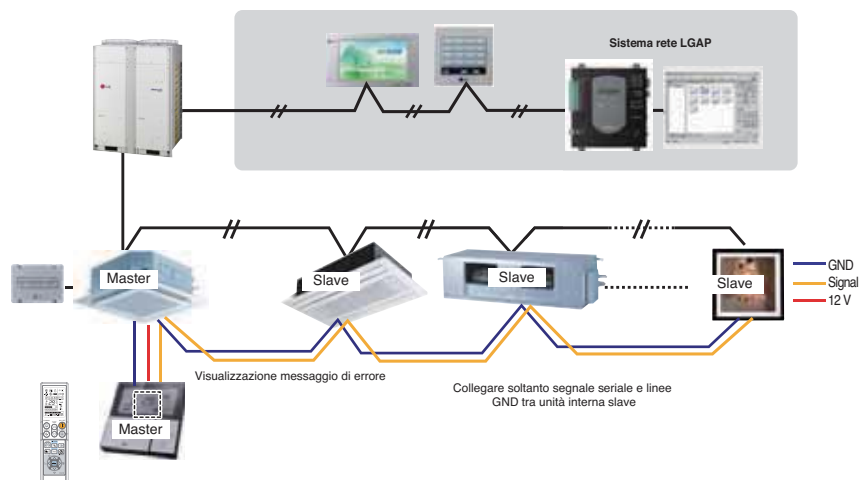 Sistema rete LGAP
Master
Slave
Slave
Slave
GND
Signal
12 V
Visualizzazione messaggio di errore
Collegare soltanto segnale seriale e linee
GND tra unità interna slave
Master